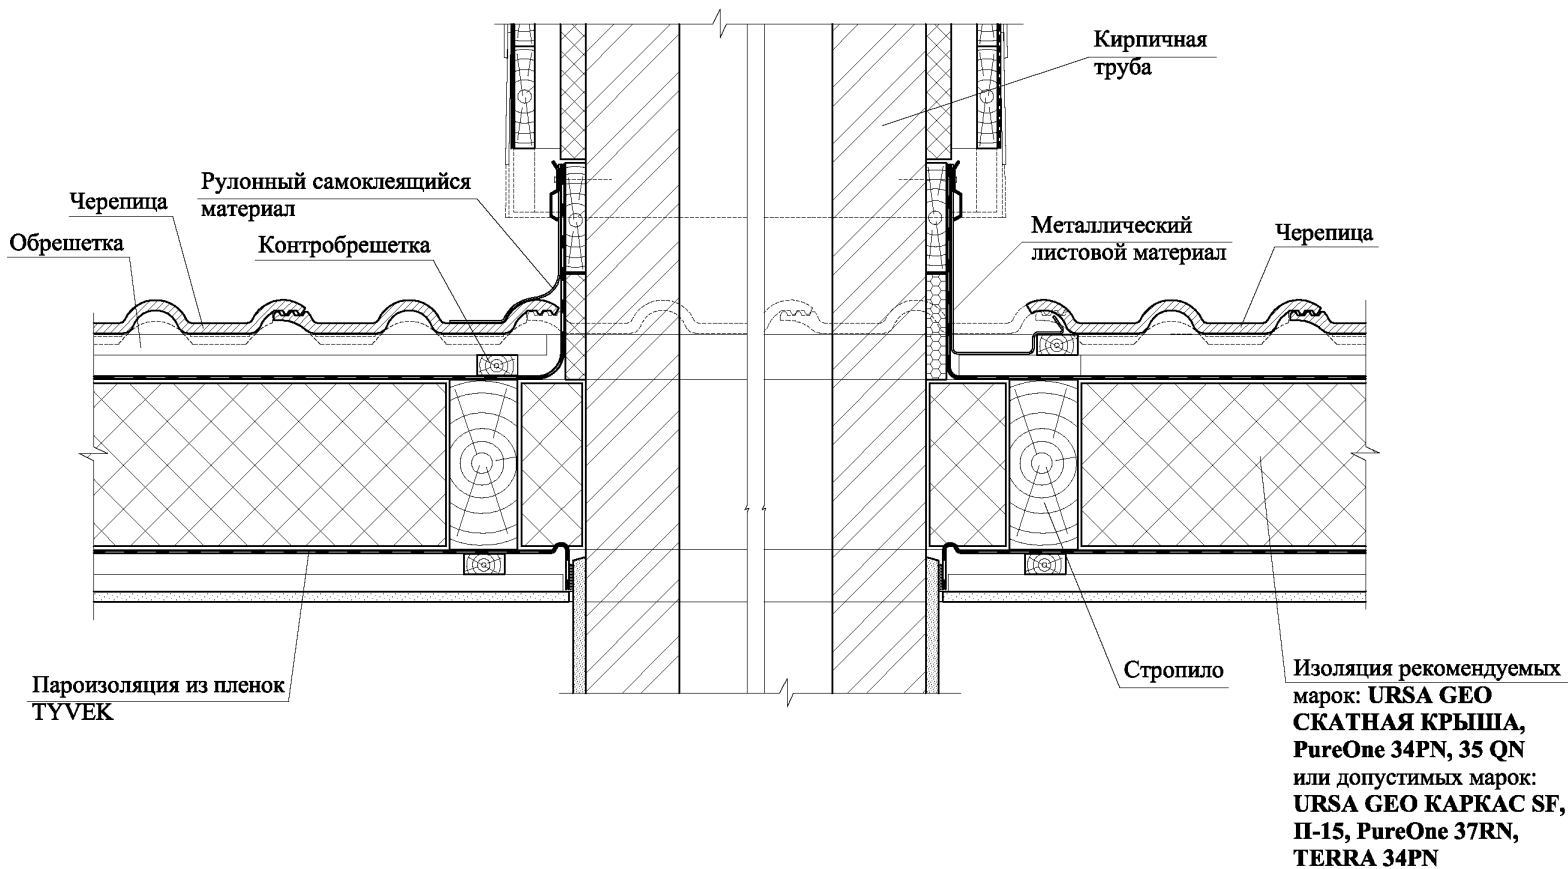 Кирпичная
труба
Рулонный самоклеящийся
материал
Черепица
Обрешетка
Контробрешетка
Металлический
листовой материал
Черепица
Пароизоляция из пленок
TYVEK
Стропило
Изоляция рекомендуемых
марок: URSA GEO
СКАТНАЯ КРЫША,
PureOne 34PN, 35 QN
или допустимых марок:
URSA GEO КАРКАС SF,
П-15, PureOne 37RN,
TERRA 34PN